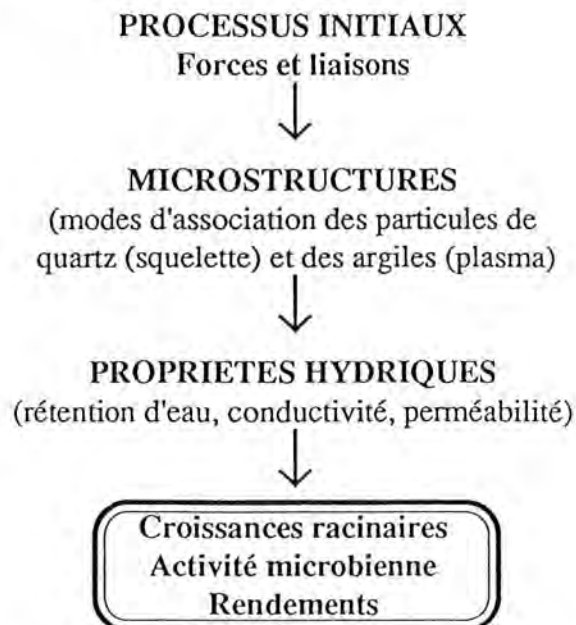 PROCESSUS INITIAUX
Forces et liaisons
MICROSTRUCTURES
(modes d'association des particules de
quartz (squelette) et des argiles (plasma)
PROPRIETES HYDRIQUES
(rétention d'eau, conductivité, perméabilité)
Croissances racinaires
Activité microbienne
Rendements